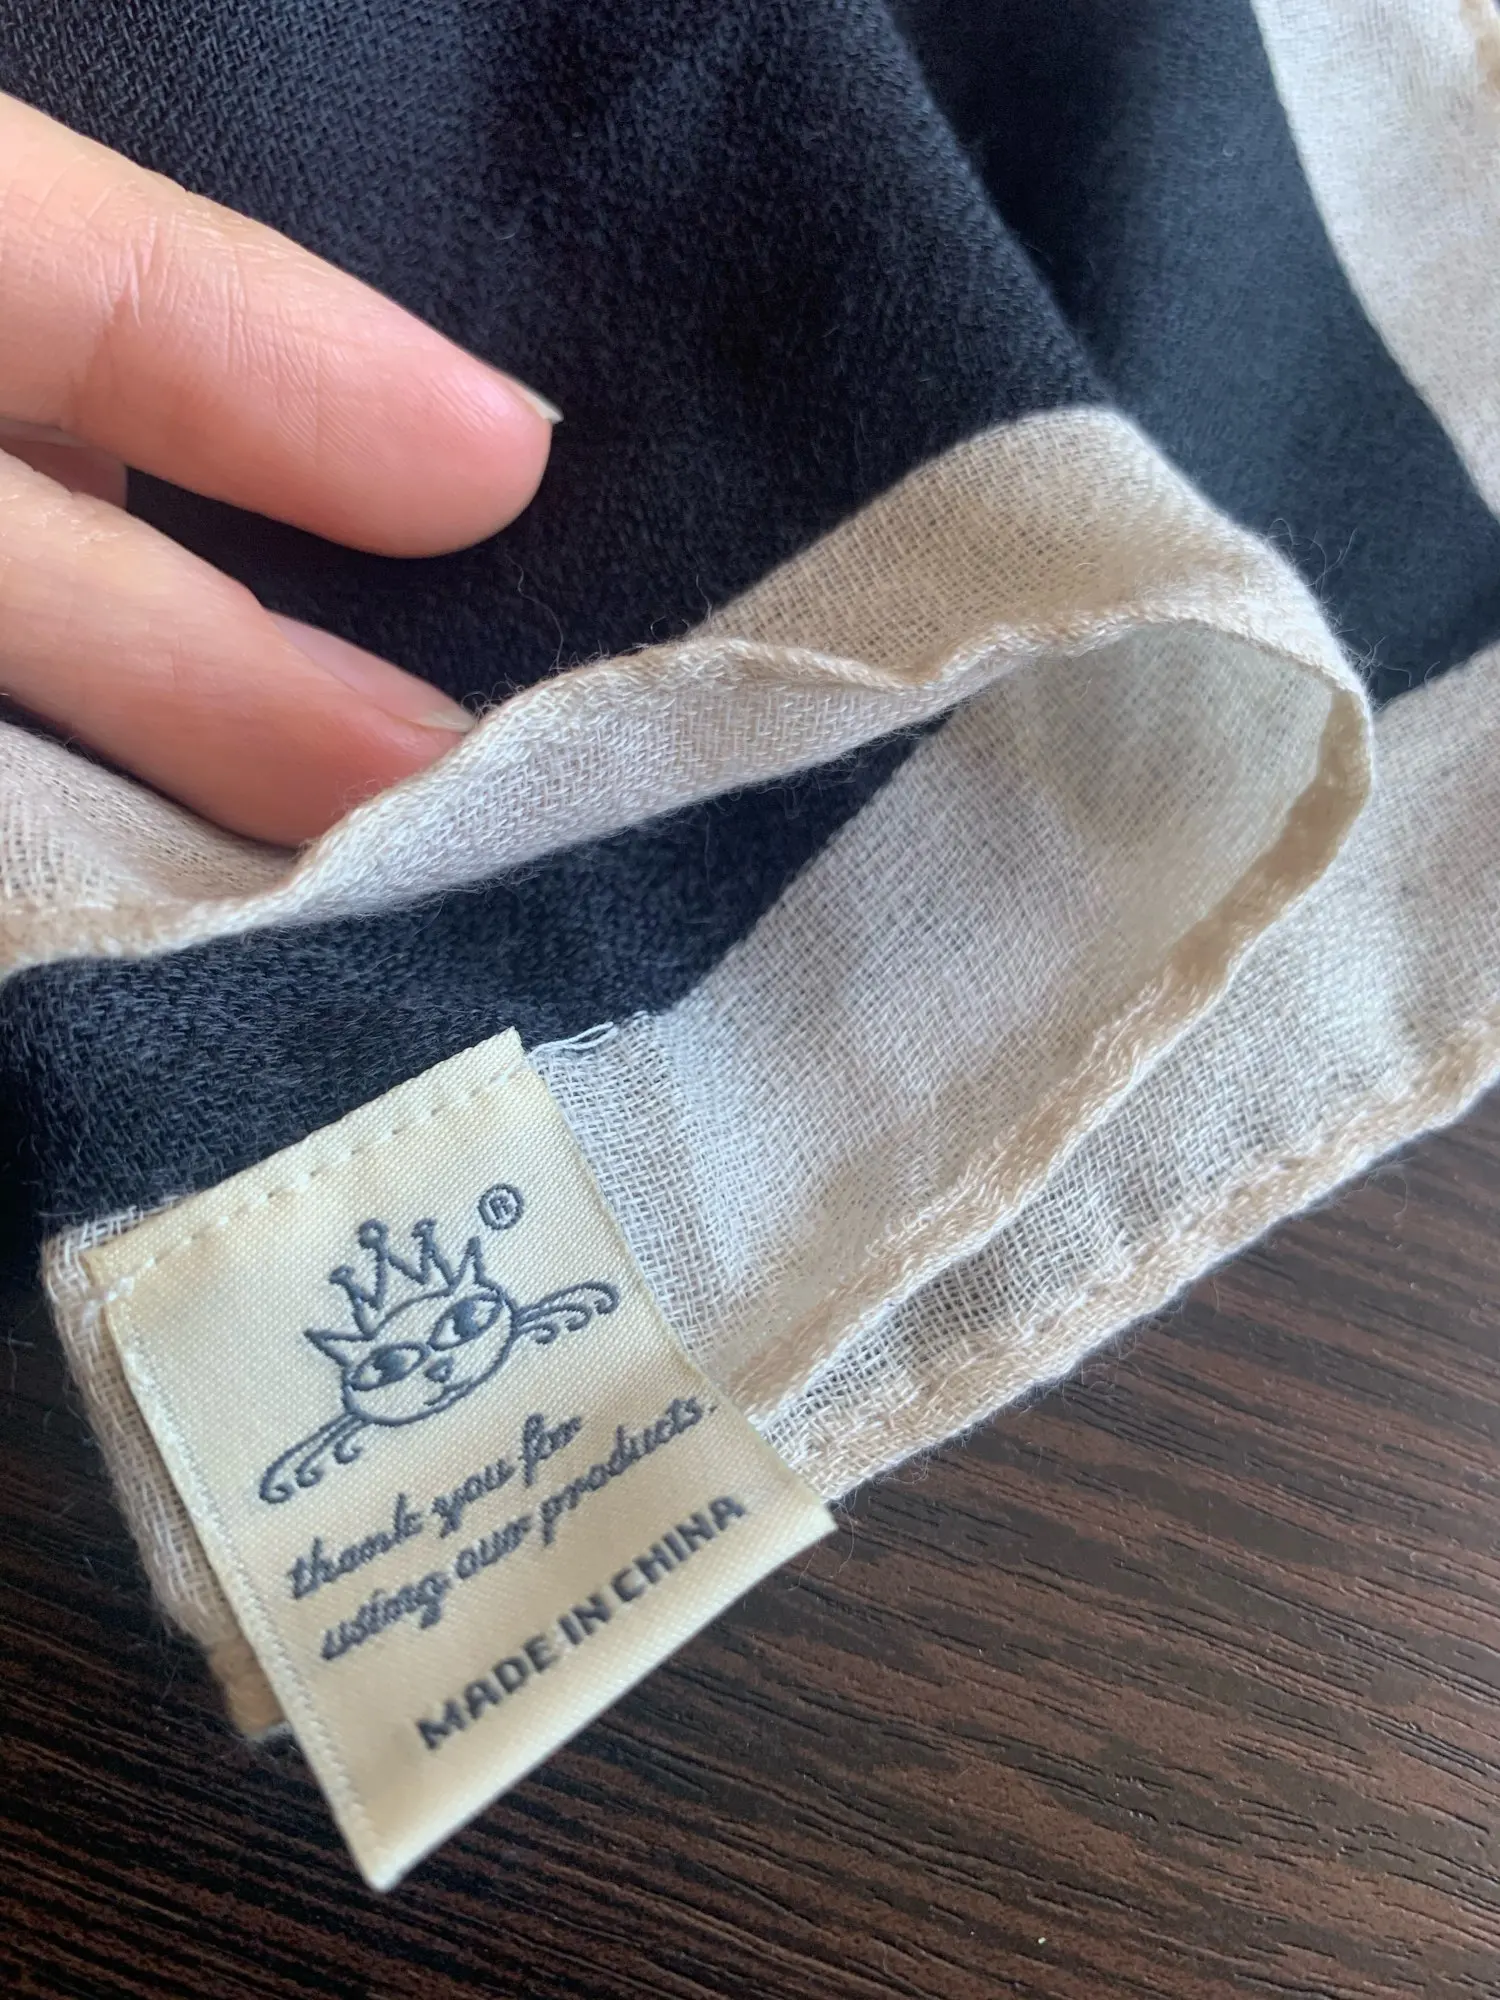 ®
thank you for
using our products.
MADE IN CHINA